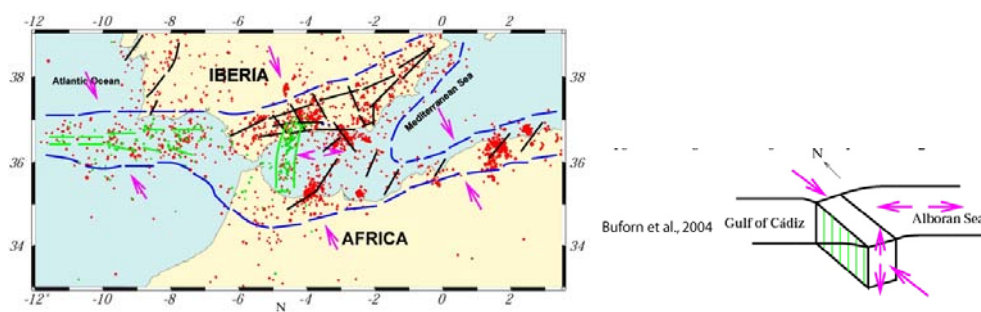 -12 -10 -8 -6 -4 -2 0 2
38 38
Atlantic Ocean
IBERIA
Mediterranean Sea
36 36
34 34
AFRICA
-12 -10 -8 -6 -4 -2 0 2
N
N
Buforn et al., 2004
Gulf of Cádiz
Alboran Sea